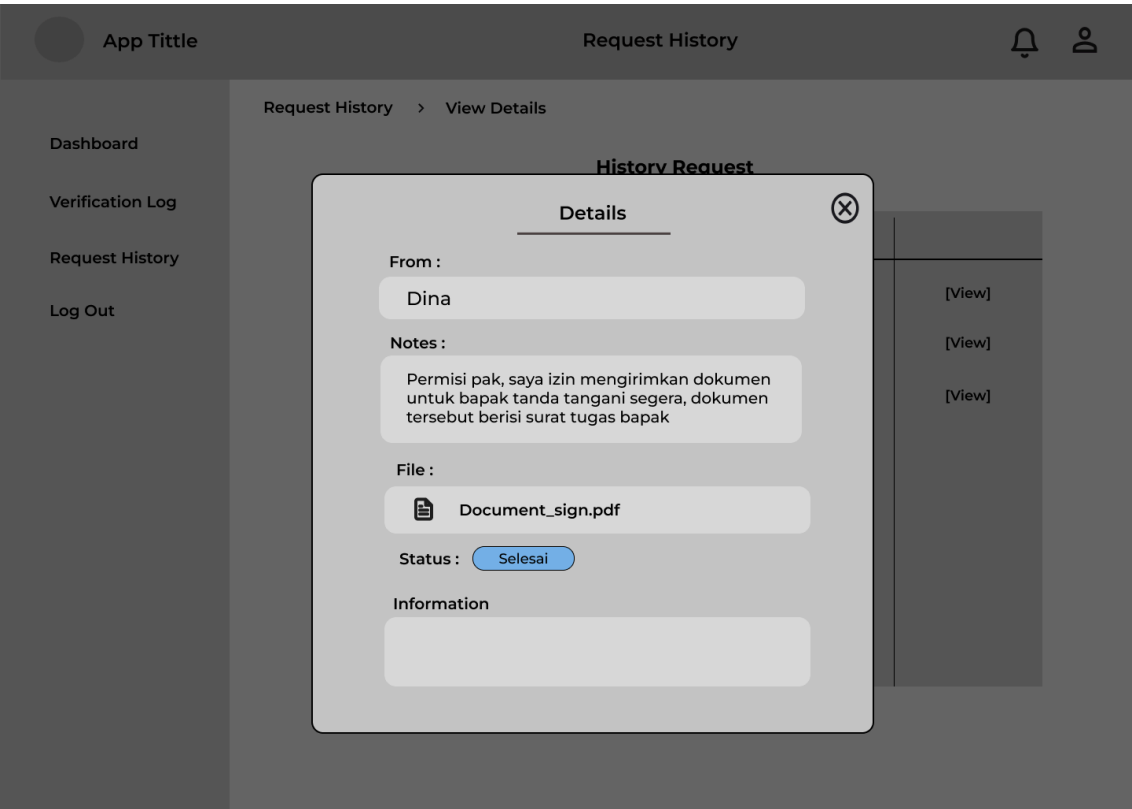 App Tittle
Request History
Request History > View Details
Dashboard
Verification Log
Request History
Log Out
History Request
Details
From :
Dina
Notes :
Permisi pak, saya izin mengirimkan dokumen
untuk bapak tanda tangani segera, dokumen
tersebut berisi surat tugas bapak
File :
Document_sign.pdf
Status : Selesai
Information
[View]
[View]
[View]